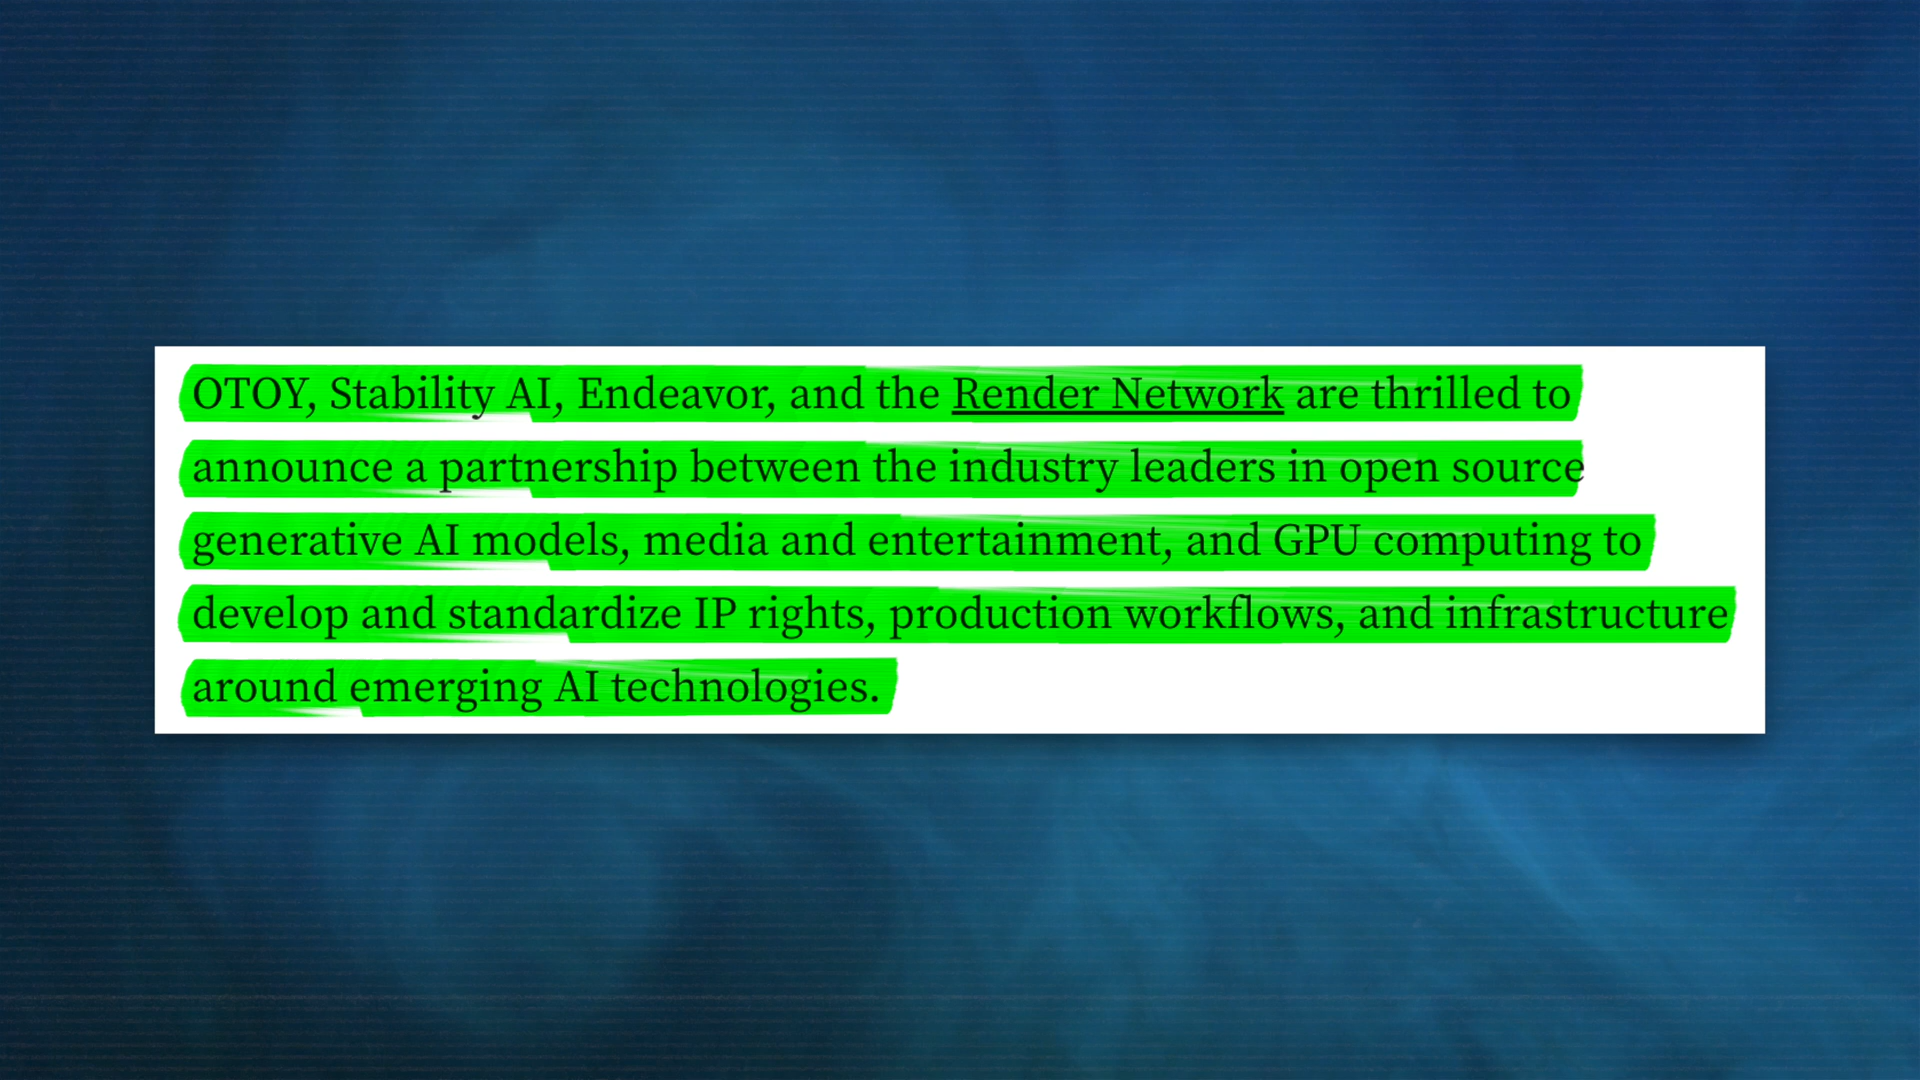 OTOY, Stability AI, Endeavor, and the Render Network are thrilled to
announce a partnership between the industry leaders in open source
generative AI models, media and entertainment, and GPU computing to
develop and standardize IP rights, production workflows, and infrastructure
around emerging AI technologies.